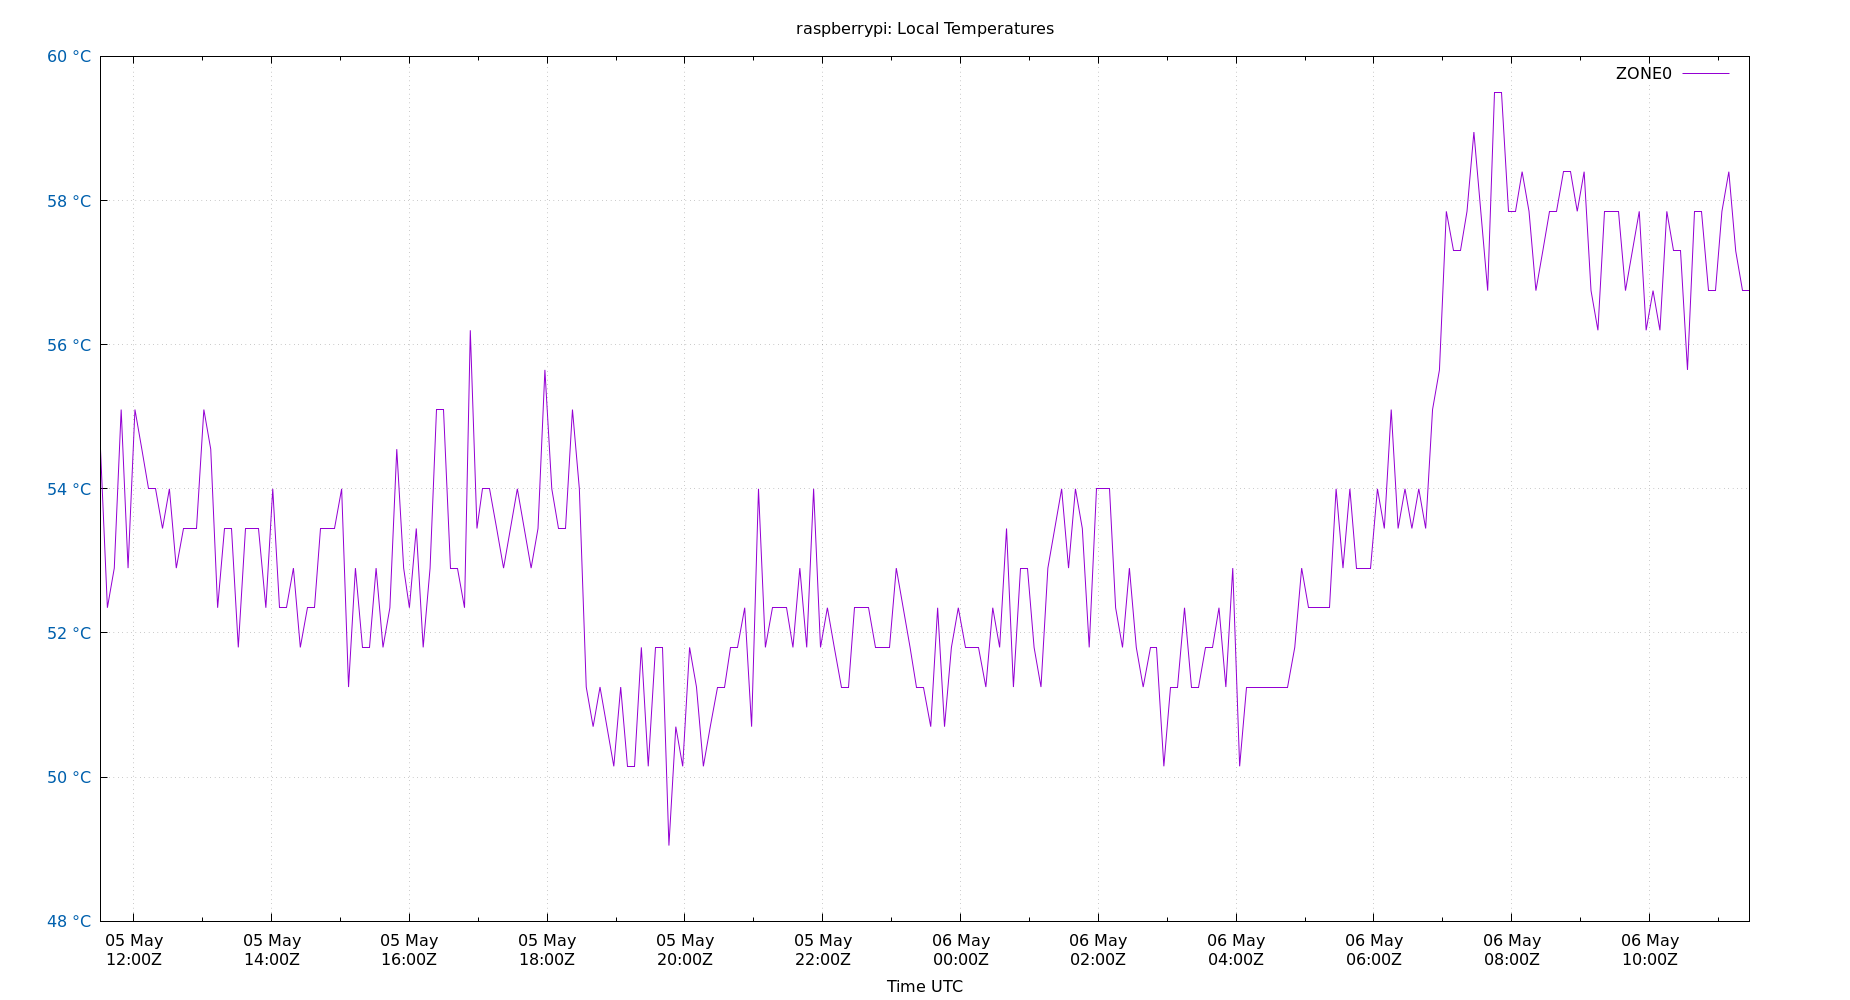 raspberrypi: Local Temperatures
ZONE0
60 °C
58 °C
56 °C
54 °C
52 °C
50 °C
48 °C
05 May 05 May 05 May 05 May 05 May 05 May 06 May 06 May 06 May 06 May 06 May 06 May
12:00Z 14:00Z 16:00Z 18:00Z 20:00Z 22:00Z 00:00Z 02:00Z 04:00Z 06:00Z 08:00Z 10:00Z
Time UTC